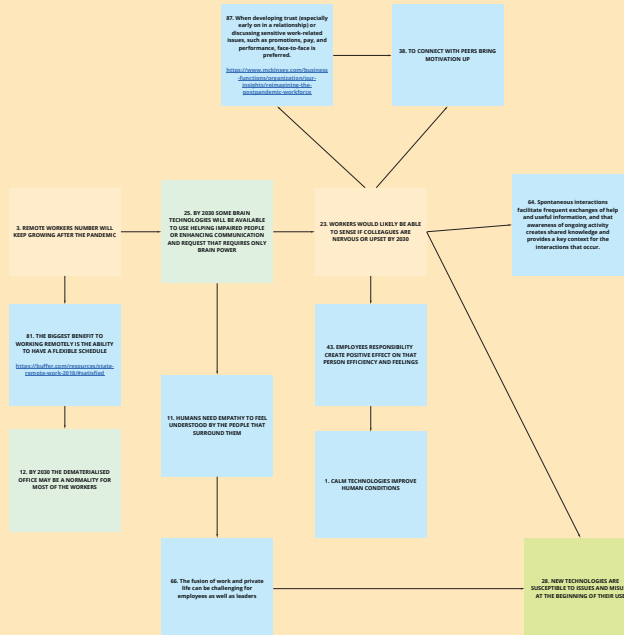 87. When developing trust (especially
early on in a relationship) or
discussing sensitive work-related
issues, such as promotions, pay, and
performance, face-to-face is
preferred.
https://www.mckinsey.com/business
-functions/organization/our-
insights/reimagining-the-
postpandemic-workforce
38. TO CONNECT WITH PEERS BRING
MOTIVATION UP
3. REMOTE WORKERS NUMBER WILL
KEEP GROWING AFTER THE PANDEMIC
25. BY 2030 SOME BRAIN
TECHNOLOGIES WILL BE AVAILABLE
TO USE HELPING IMPAIRED PEOPLE
OR ENHANCING COMMUNICATION
AND REQUEST THAT REQUIRES ONLY
BRAIN POWER
23. WORKERS WOULD LIKELY BE ABLE
TO SENSE IF COLLEAGUES ARE
NERVOUS OR UPSET BY 2030
64. Spontaneous interactions
facilitate frequent exchanges of help
and useful information, and that
awareness of ongoing activity
creates shared knowledge and
provides a key context for the
interactions that occur.
81. THE BIGGEST BENEFIT TO
WORKING REMOTELY IS THE ABILITY
TO HAVE A FLEXIBLE SCHEDULE
https://buffer.com/resources/state-
remote-work-2018/#satisfied
43. EMPLOYEES RESPONSIBILITY
CREATE POSITIVE EFFECT ON THAT
PERSON EFFICIENCY AND FEELINGS
11. HUMANS NEED EMPATHY TO FEEL
UNDERSTOOD BY THE PEOPLE THAT
SURROUND THEM
12. BY 2030 THE DEMATERIALISED
OFFICE MAY BE A NORMALITY FOR
MOST OF THE WORKERS
1. CALM TECHNOLOGIES IMPROVE
HUMAN CONDITIONS
66. The fusion of work and private
life can be challenging for
employees as well as leaders
28. NEW TECHNOLOGIES ARE
SUSCEPTIBLE TO ISSUES AND MISU
AT THE BEGINNING OF THEIR USE